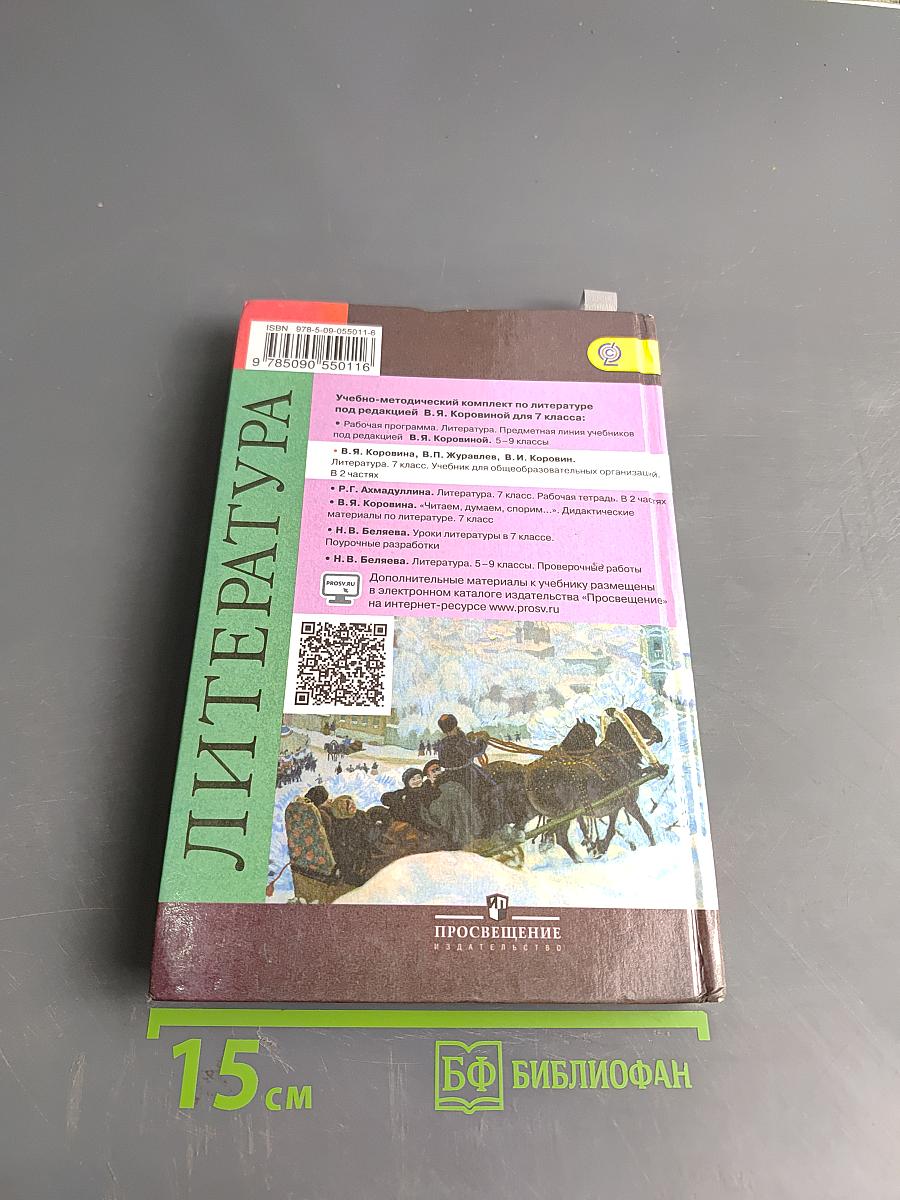 ISBN 978-5-09-055011-6
9 785090 550116
ЛИТЕРАТУРА
Учебно-методический комплект по литературе
под редакцией В.Я. Коровиной для 7 класса:
• Рабочая программа. Литература. Предметная линия учебников
под редакцией В.Я. Коровиной. 5–9 классы
• В.Я. Коровина, В.П. Журавлев, В.И. Коровин.
Литература. 7 класс. Учебник для общеобразовательных организаций.
В 2 частях
• Р.Г. Ахмадуллина. Литература. 7 класс. Рабочая тетрадь. В 2 частях
• В.Я. Коровина. «Читаем, думаем, спорим...». Дидактические
материалы по литературе. 7 класс
• Н.В. Беляева. Уроки литературы в 7 классе.
Поурочные разработки
• Н.В. Беляева. Литература. 5–9 классы. Проверочные работы
PROSV.RU
Дополнительные материалы к учебнику размещены
в электронном каталоге издательства «Просвещение»
на интернет-ресурсе www.prosv.ru
ПРОСВЕЩЕНИЕ
ИЗДАТЕЛЬСТВО
15 см
БФ БИБЛИОФАН